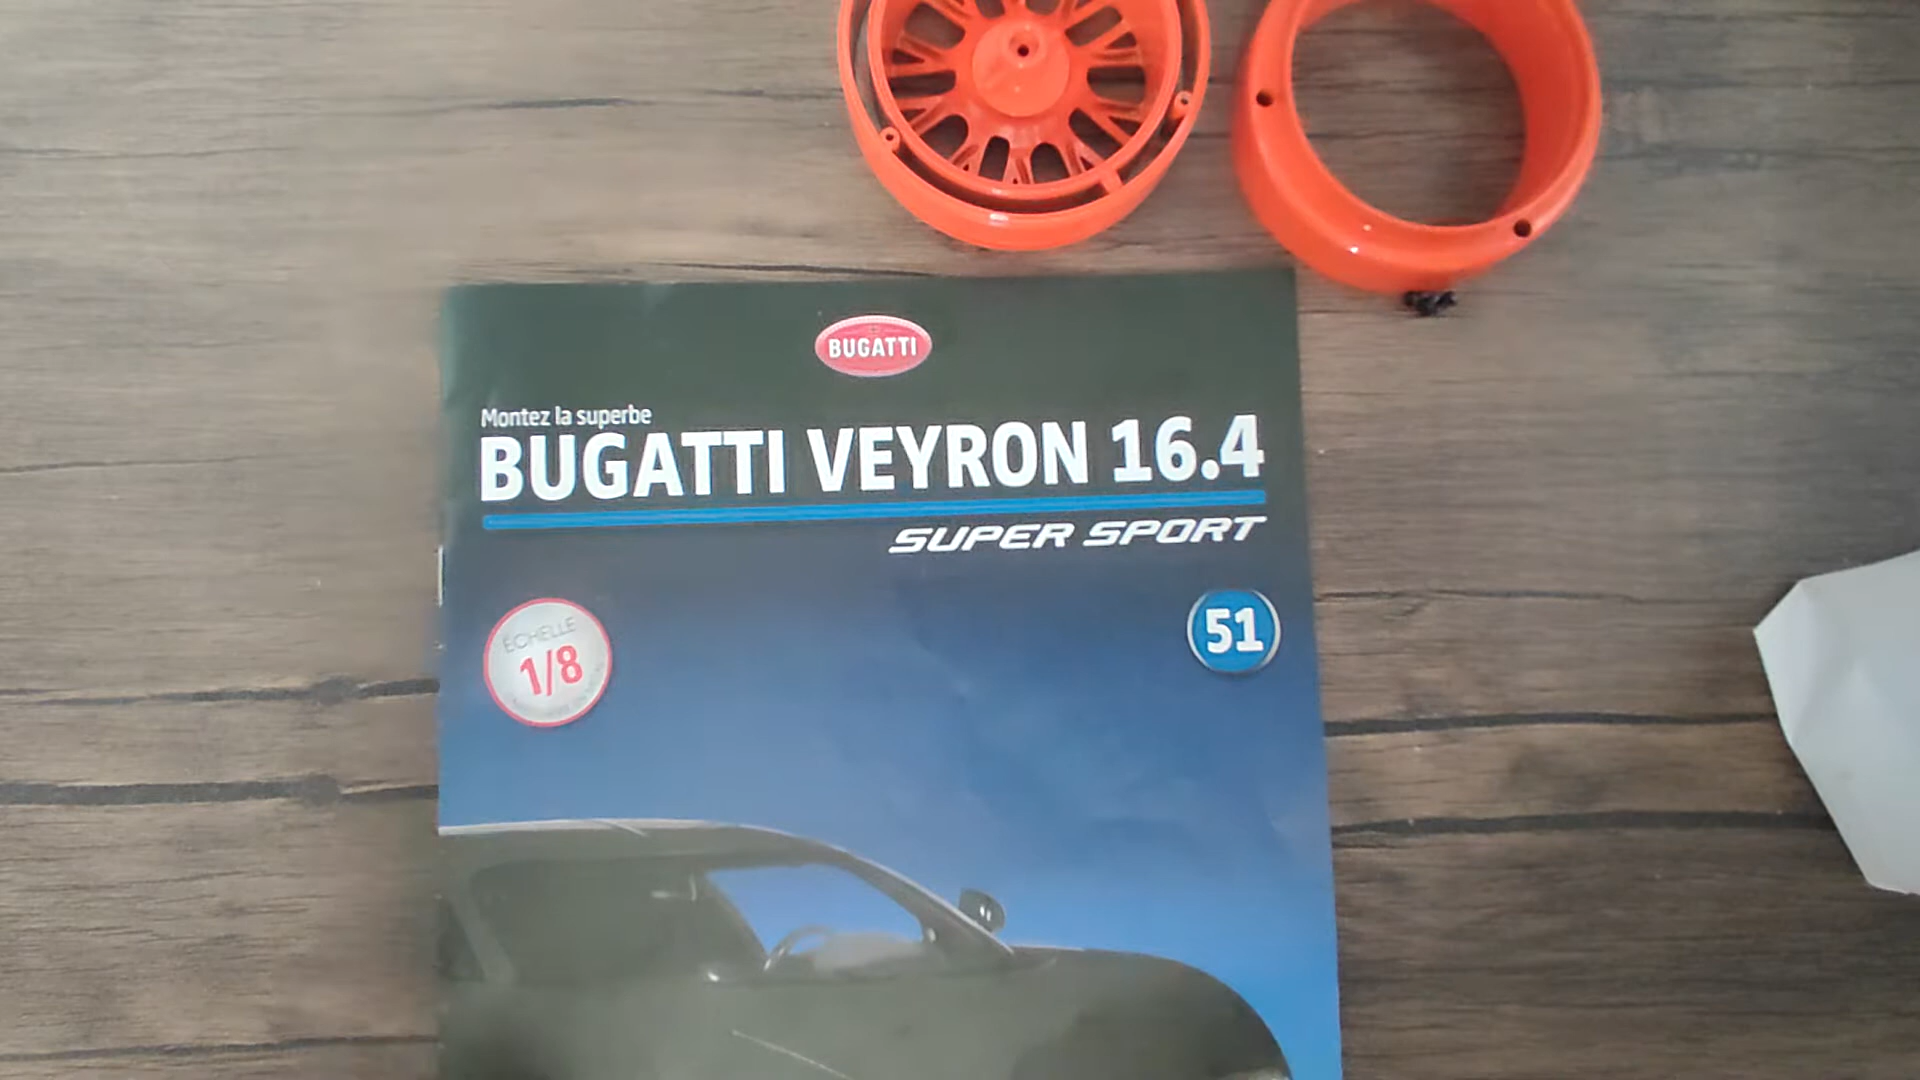 BUGATTI
Montez la superbe
BUGATTI VEYRON 16.4
SUPER SPORT
ÉCHELLE
1/8
51